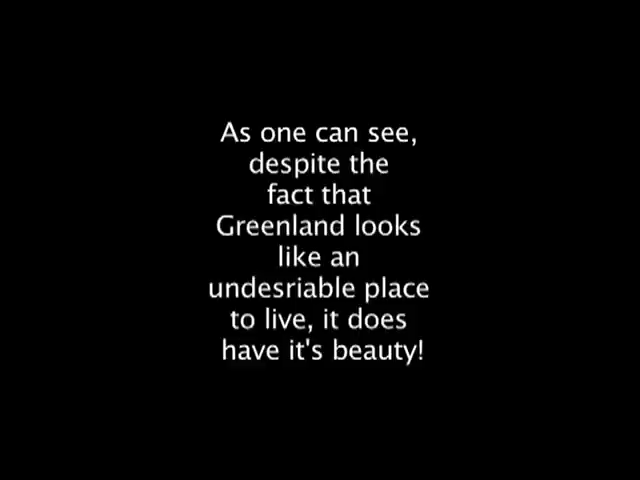 As one can see,
despite the
fact that
Greenland looks
like an
undesriable place
to live, it does
have it's beauty!